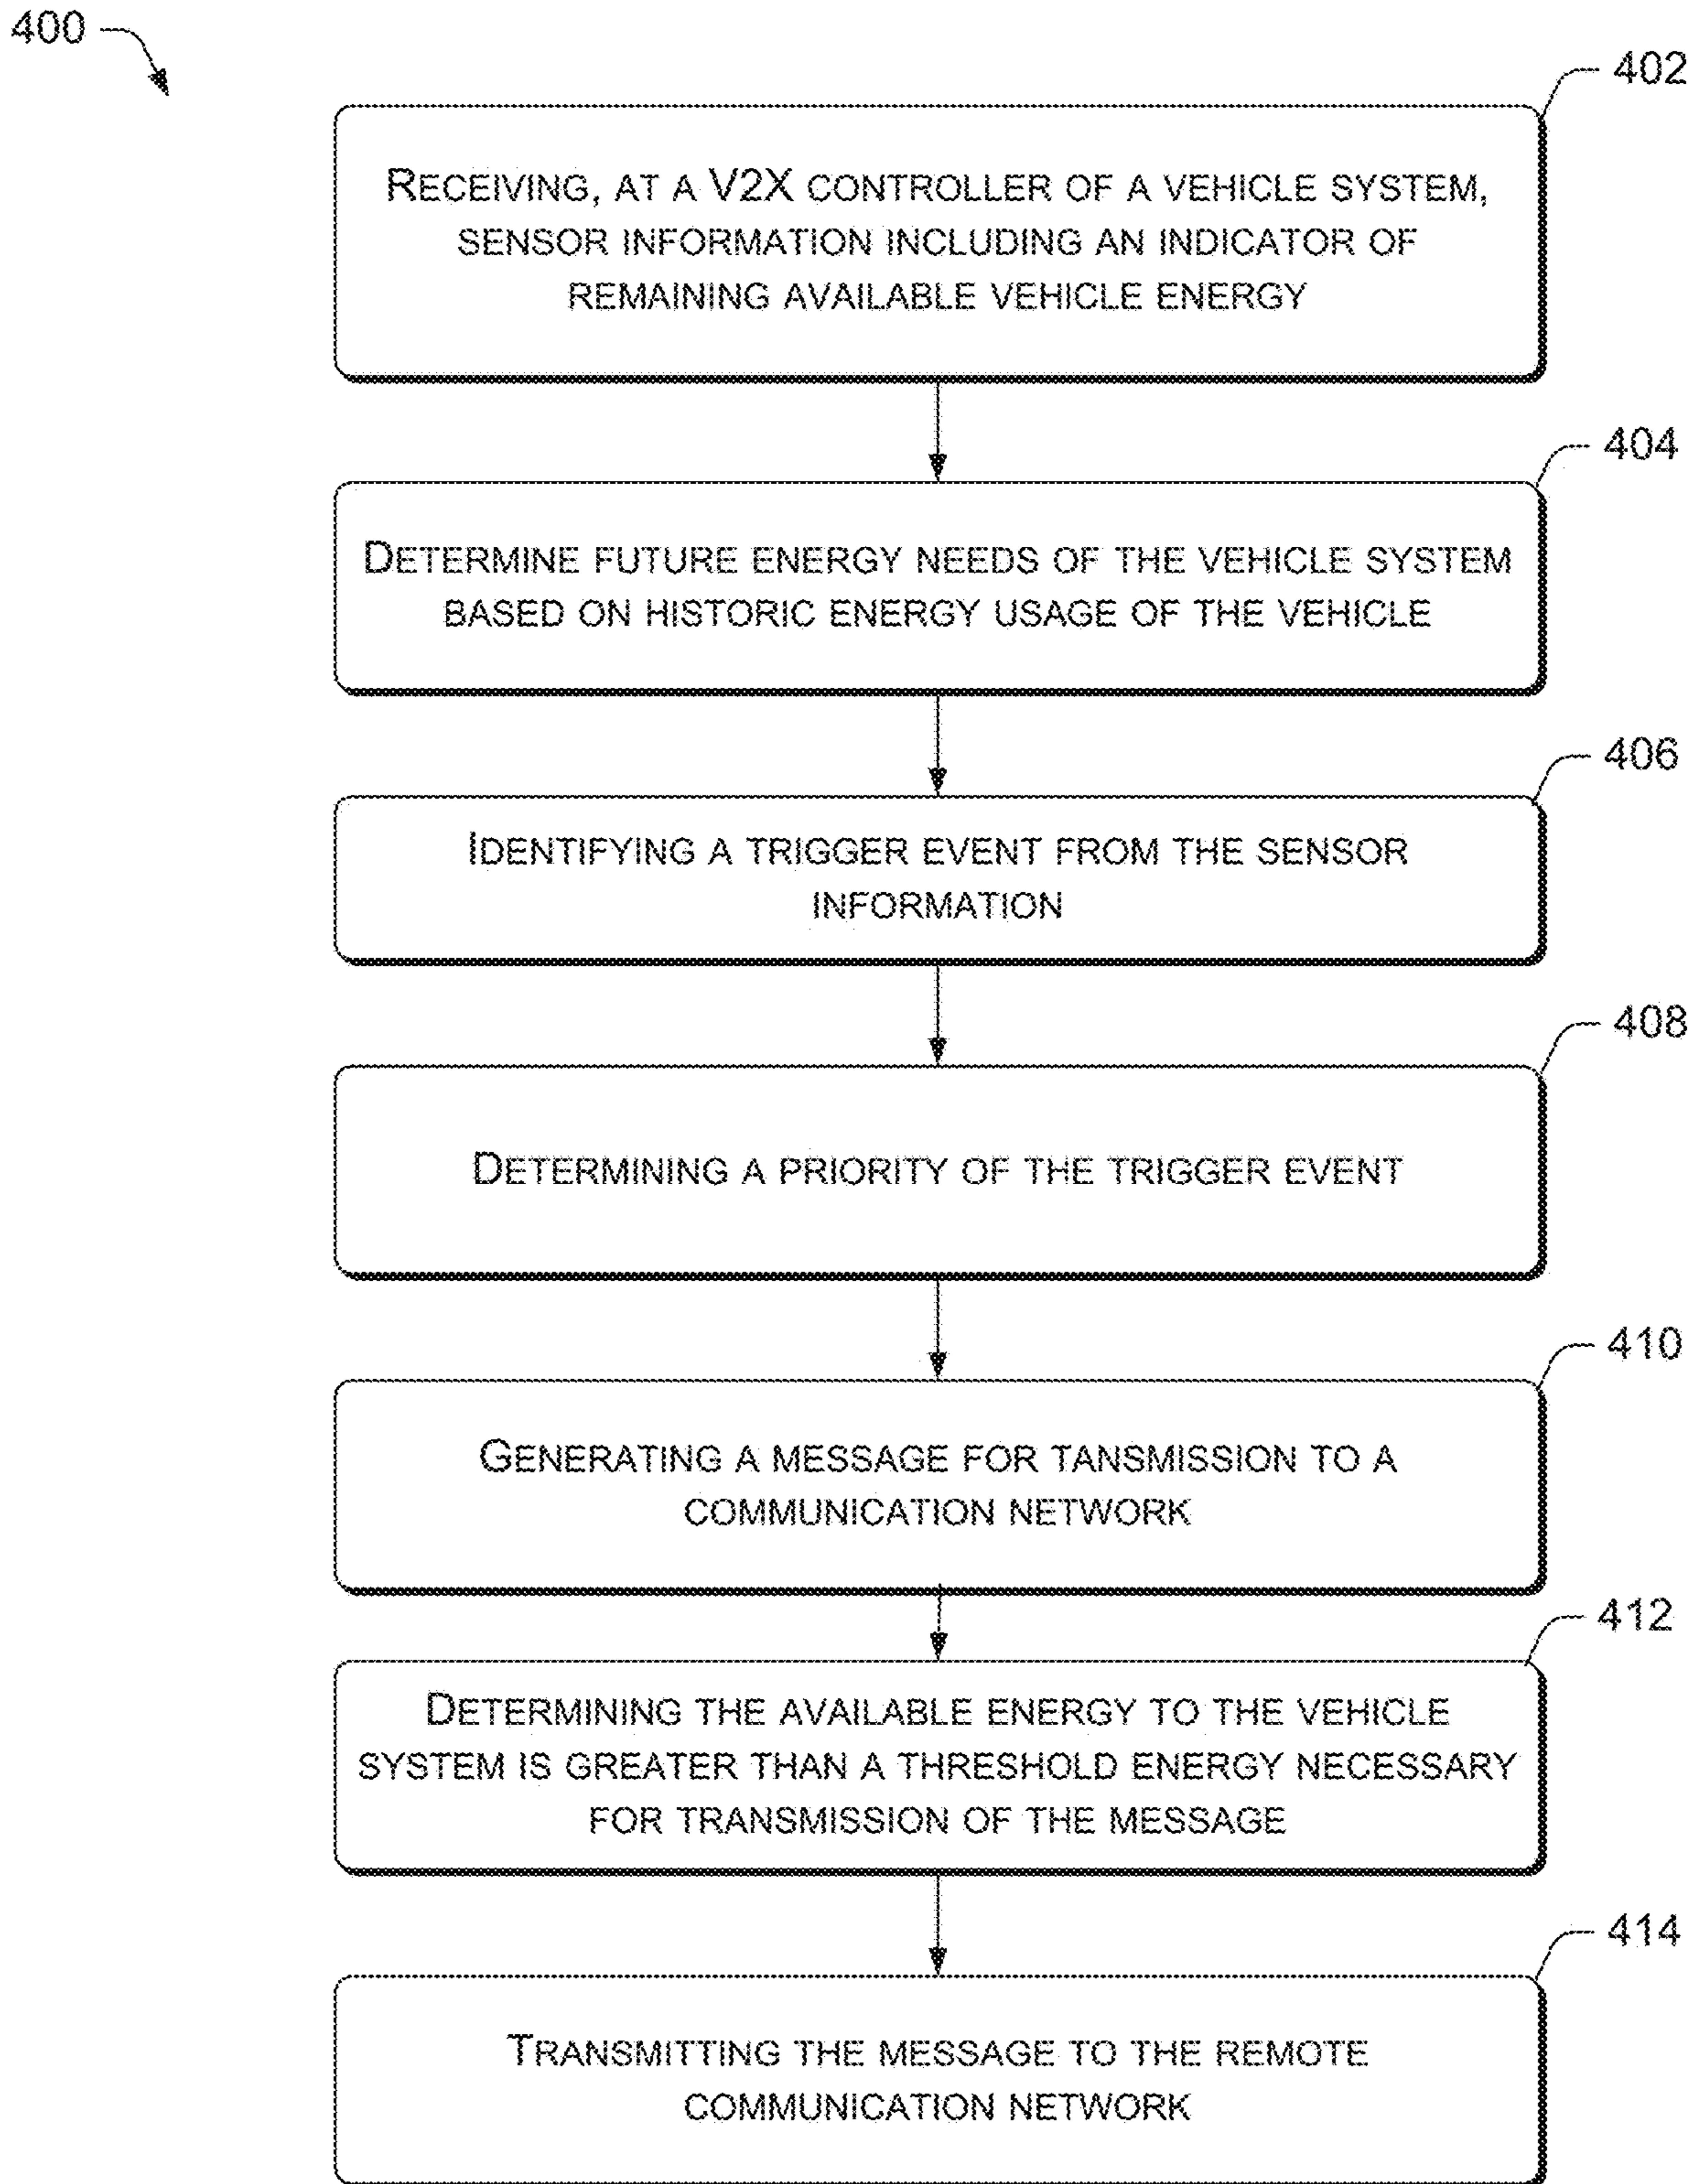 400
402
RECEIVING, AT A V2X CONTROLLER OF A VEHICLE SYSTEM,
SENSOR INFORMATION INCLUDING AN INDICATOR OF
REMAINING AVAILABLE VEHICLE ENERGY
404
DETERMINE FUTURE ENERGY NEEDS OF THE VEHICLE SYSTEM
BASED ON HISTORIC ENERGY USAGE OF THE VEHICLE
406
IDENTIFYING A TRIGGER EVENT FROM THE SENSOR
INFORMATION
408
DETERMINING A PRIORITY OF THE TRIGGER EVENT
410
GENERATING A MESSAGE FOR TANSMISSION TO A
COMMUNICATION NETWORK
412
DETERMINING THE AVAILABLE ENERGY TO THE VEHICLE
SYSTEM IS GREATER THAN A THRESHOLD ENERGY NECESSARY
FOR TRANSMISSION OF THE MESSAGE
414
TRANSMITTING THE MESSAGE TO THE REMOTE
COMMUNICATION NETWORK